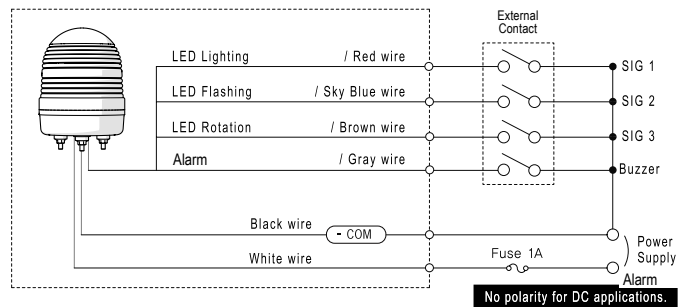 External
Contact
LED Lighting / Red wire
SIG 1
LED Flashing / Sky Blue wire
SIG 2
LED Rotation / Brown wire
SIG 3
Alarm / Gray wire
Buzzer
Black wire
- COM
Power
Supply
White wire
Fuse 1A
Alarm
No polarity for DC applications.